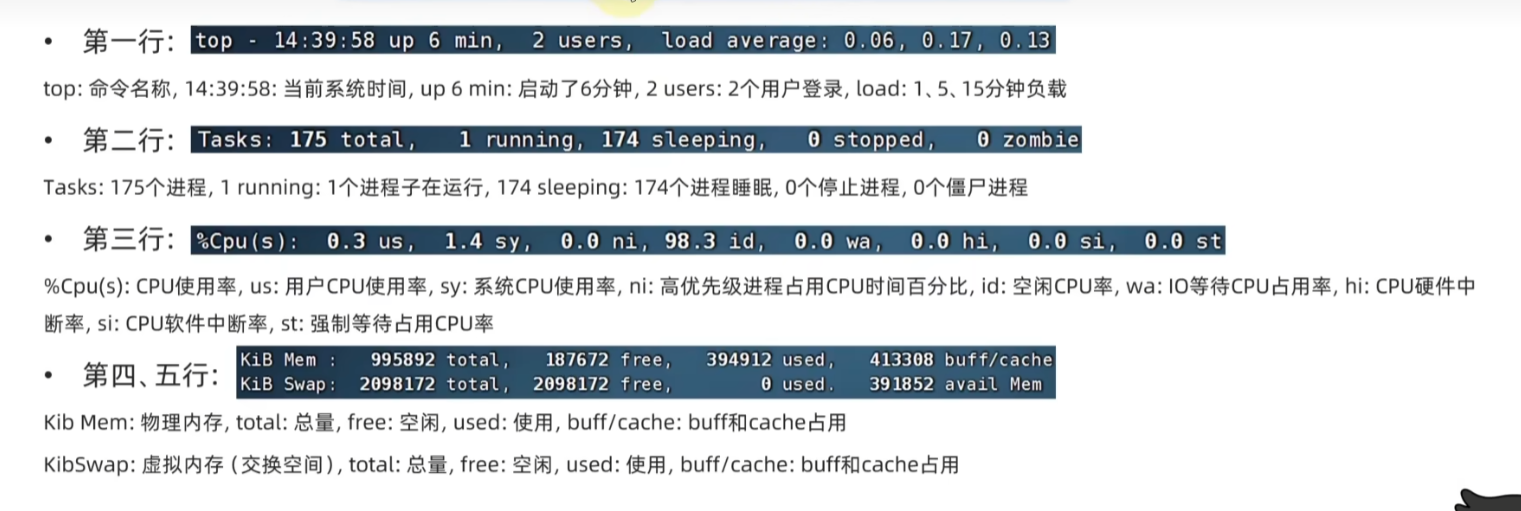 • 第一行: top - 14:39:58 up 6 min, 2 users, load average: 0.06, 0.17, 0.13
top: 命令名称, 14:39:58: 当前系统时间, up 6 min: 启动了6分钟, 2 users: 2个用户登录, load: 1、5、15分钟负载
• 第二行: Tasks: 175 total, 1 running, 174 sleeping, 0 stopped, 0 zombie
Tasks: 175个进程, 1 running: 1个进程子在运行, 174 sleeping: 174个进程睡眠, 0个停止进程, 0个僵尸进程
• 第三行: %Cpu(s): 0.3 us, 1.4 sy, 0.0 ni, 98.3 id, 0.0 wa, 0.0 hi, 0.0 si, 0.0 st
%Cpu(s): CPU使用率, us: 用户CPU使用率, sy: 系统CPU使用率, ni: 高优先级进程占用CPU时间百分比, id: 空闲CPU率, wa: IO等待CPU占用率, hi: CPU硬件中
断率, si: CPU软件中断率, st: 强制等待占用CPU率
• 第四、五行: KiB Mem : 995892 total, 187672 free, 394912 used, 413308 buff/cache
KiB Swap: 2098172 total, 2098172 free, 0 used. 391852 avail Mem
Kib Mem: 物理内存, total: 总量, free: 空闲, used: 使用, buff/cache: buff和cache占用
KibSwap: 虚拟内存（交换空间）, total: 总量, free: 空闲, used: 使用, buff/cache: buff和cache占用